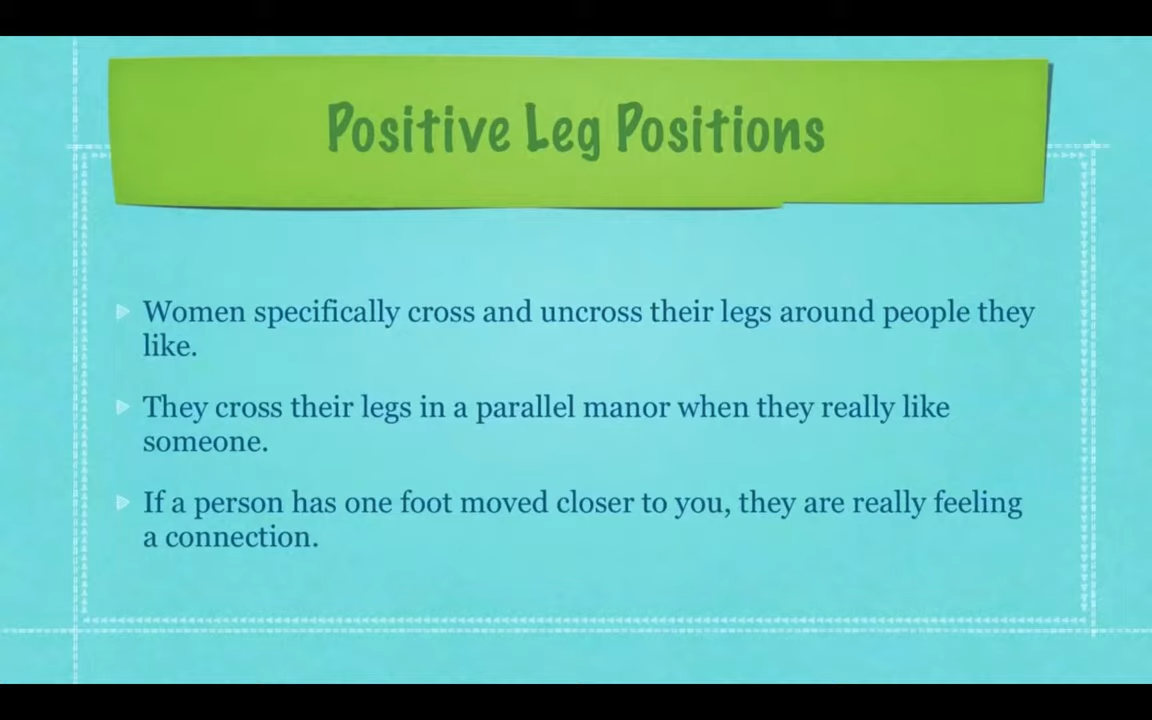 Positive Leg Positions
Women specifically cross and uncross their legs around people they
like.
They cross their legs in a parallel manor when they really like
someone.
If a person has one foot moved closer to you, they are really feeling
a connection.